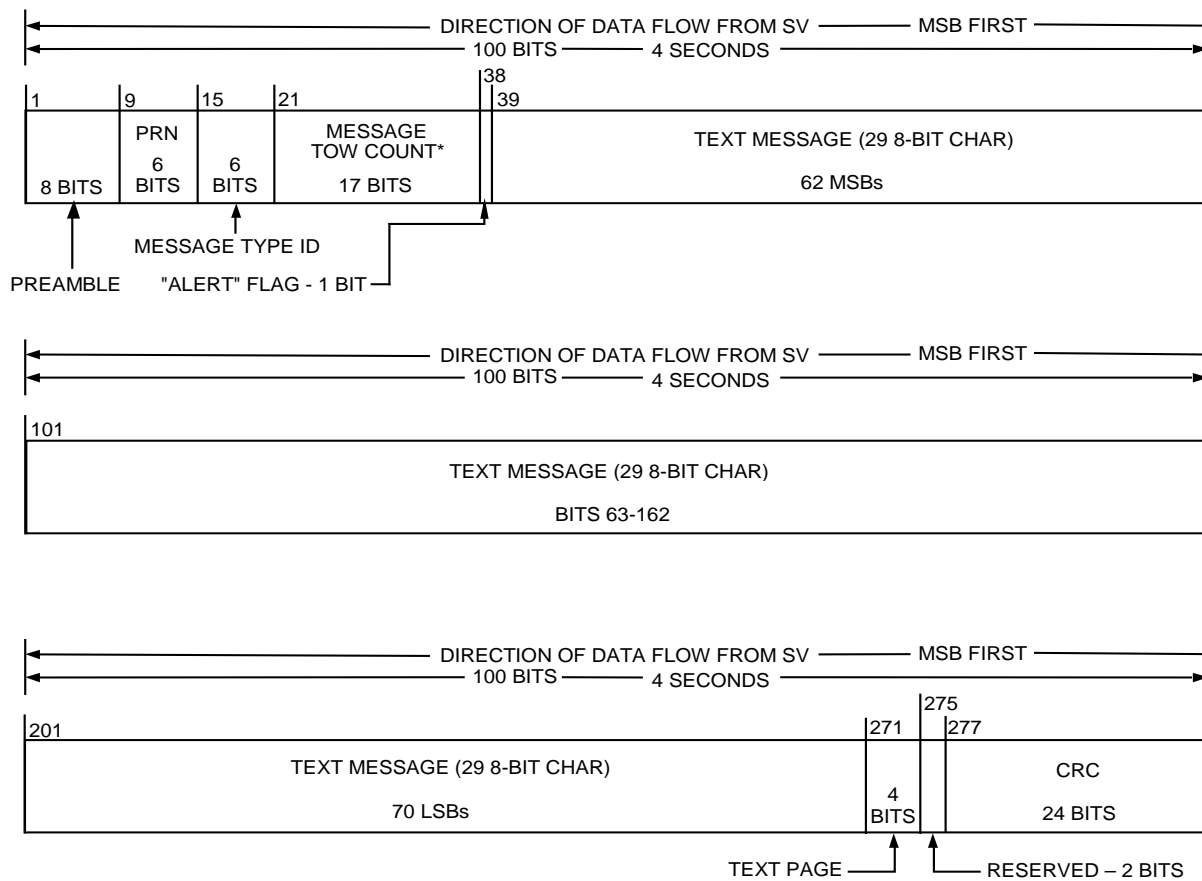 DIRECTION OF DATA FLOW FROM SV MSB FIRST
100 BITS 4 SECONDS
38
1 9 15 21 39
PRN MESSAGE TEXT MESSAGE (29 8-BIT CHAR)
TOW COUNT*
6 6
8 BITS BITS BITS 17 BITS 62 MSBs
MESSAGE TYPE ID
PREAMBLE "ALERT" FLAG - 1 BIT
DIRECTION OF DATA FLOW FROM SV MSB FIRST
100 BITS 4 SECONDS
101
TEXT MESSAGE (29 8-BIT CHAR)
BITS 63-162
DIRECTION OF DATA FLOW FROM SV MSB FIRST
100 BITS 4 SECONDS
275
201 271 277
TEXT MESSAGE (29 8-BIT CHAR) CRC
4
70 LSBs BITS 24 BITS
TEXT PAGE RESERVED – 2 BITS